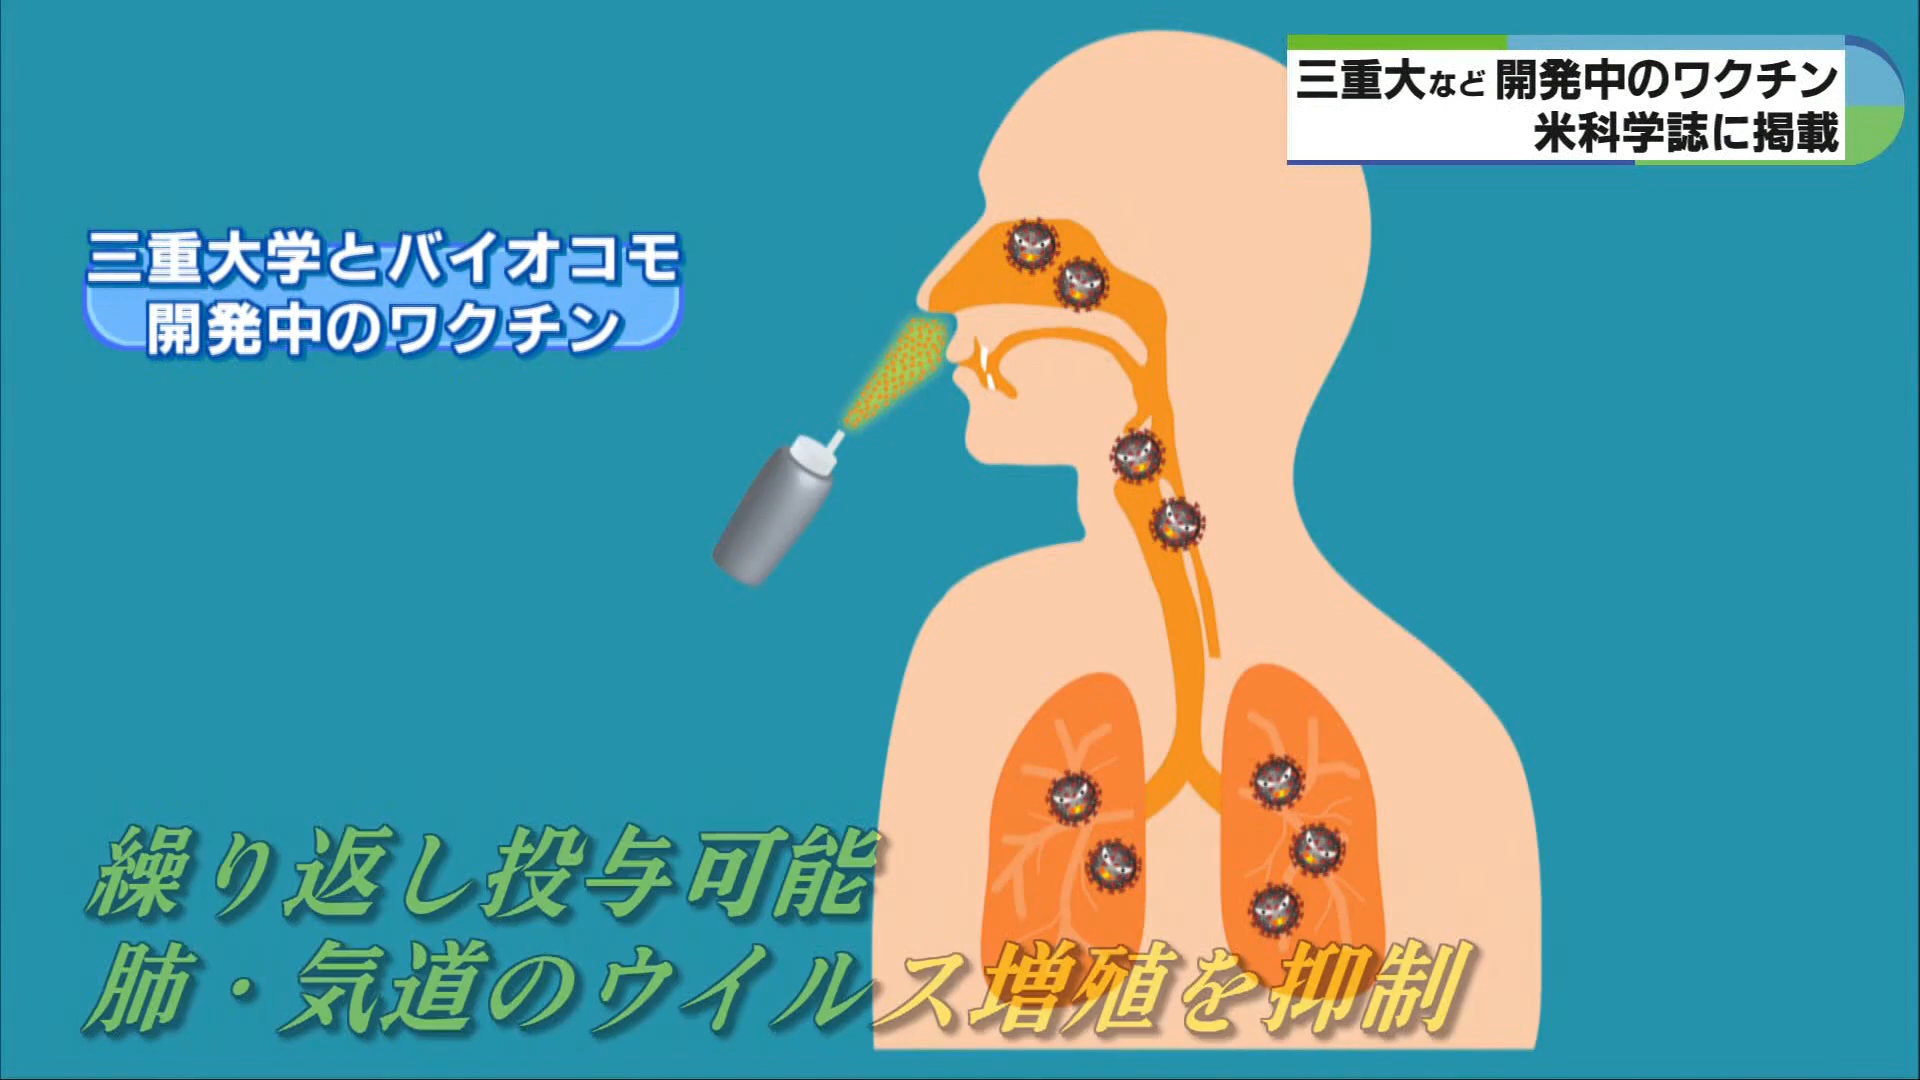 三重大など 開発中のワクチン
米科学誌に掲載
三重大学とバイオコモ
開発中のワクチン
繰り返し投与可能
肺・気道のウイルス増殖を抑制